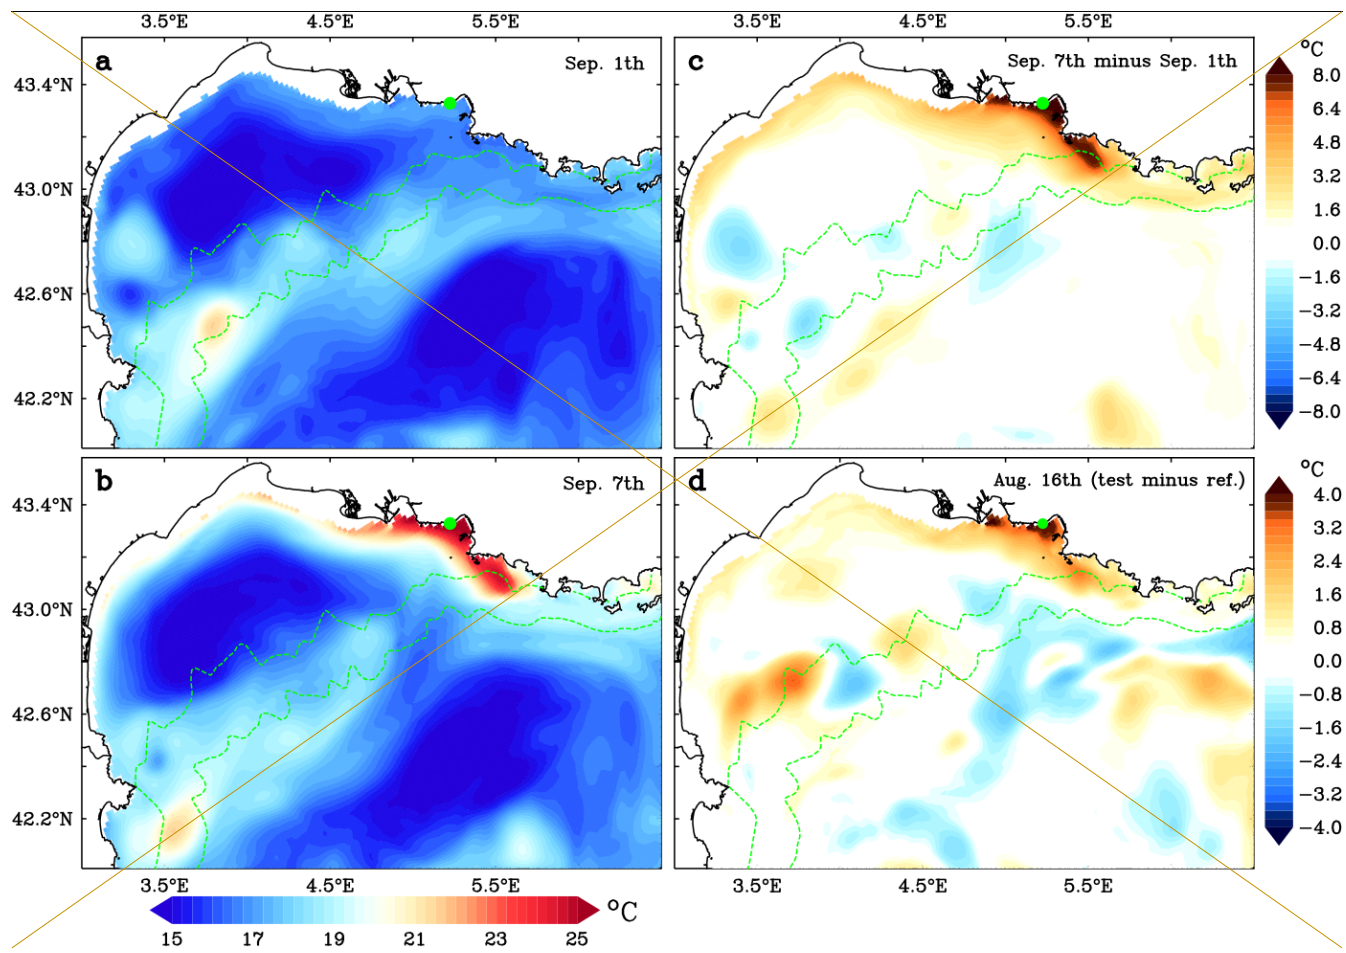 3.5°E 4.5°E 5.5°E 3.5°E 4.5°E 5.5°E
a Sep. 1th
c Sep. 7th minus Sep. 1th
°C
43.4°N
43.0°N
42.6°N
42.2°N
8.0
6.4
4.8
3.2
1.6
0.0
−1.6
−3.2
−4.8
−6.4
−8.0
b Sep. 7th
d Aug. 16th (test minus ref.)
°C
43.4°N
43.0°N
42.6°N
42.2°N
4.0
3.2
2.4
1.6
0.8
0.0
−0.8
−1.6
−2.4
−3.2
−4.0
3.5°E 4.5°E 5.5°E 3.5°E 4.5°E 5.5°E
°C
15 17 19 21 23 25